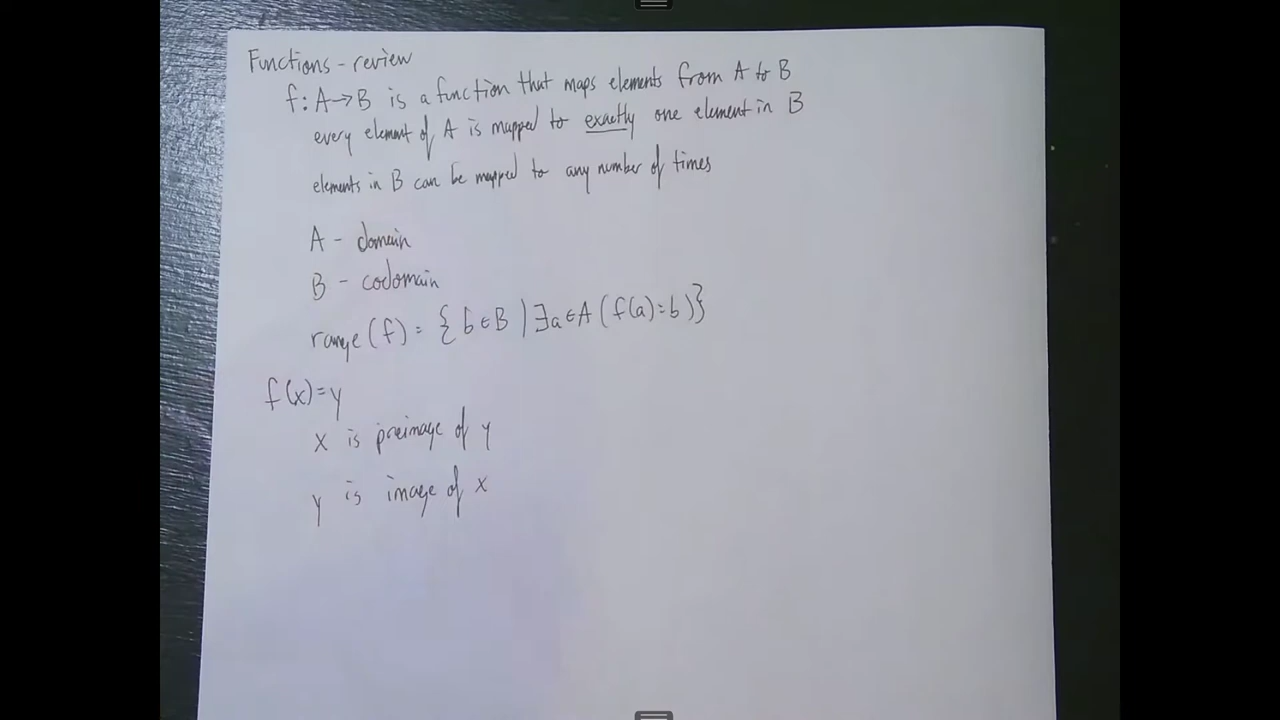 Functions - review
f: A→B is a function that maps elements from A to B
every element of A is mapped to exactly one element in B
elements in B can be mapped to any number of times
A - domain
B - codomain
range(f) = {b∈B | ∃a∈A (f(a)=b)}
f(x)=y
x is preimage of y
y is image of x